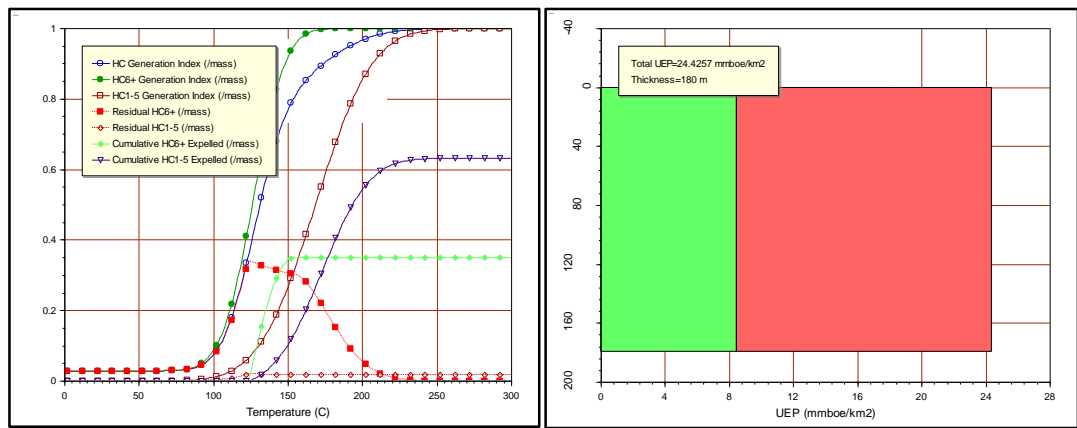 1
0.8
0.6
0.4
0.2
0
HC Generation Index (/mass)
HC6+ Generation Index (/mass)
HC1-5 Generation Index (/mass)
Residual HC6+ (/mass)
Residual HC1-5 (/mass)
Cumulative HC6+ Expelled (/mass)
Cumulative HC1-5 Expelled (/mass)
0 50 100 150 200 250 300
Temperature (C)
40
0
40
80
120
160
200
Total UEP=24.4257 mmboe/km2
Thickness=180 m
0 4 8 12 16 20 24 28
UEP (mmboe/km2)